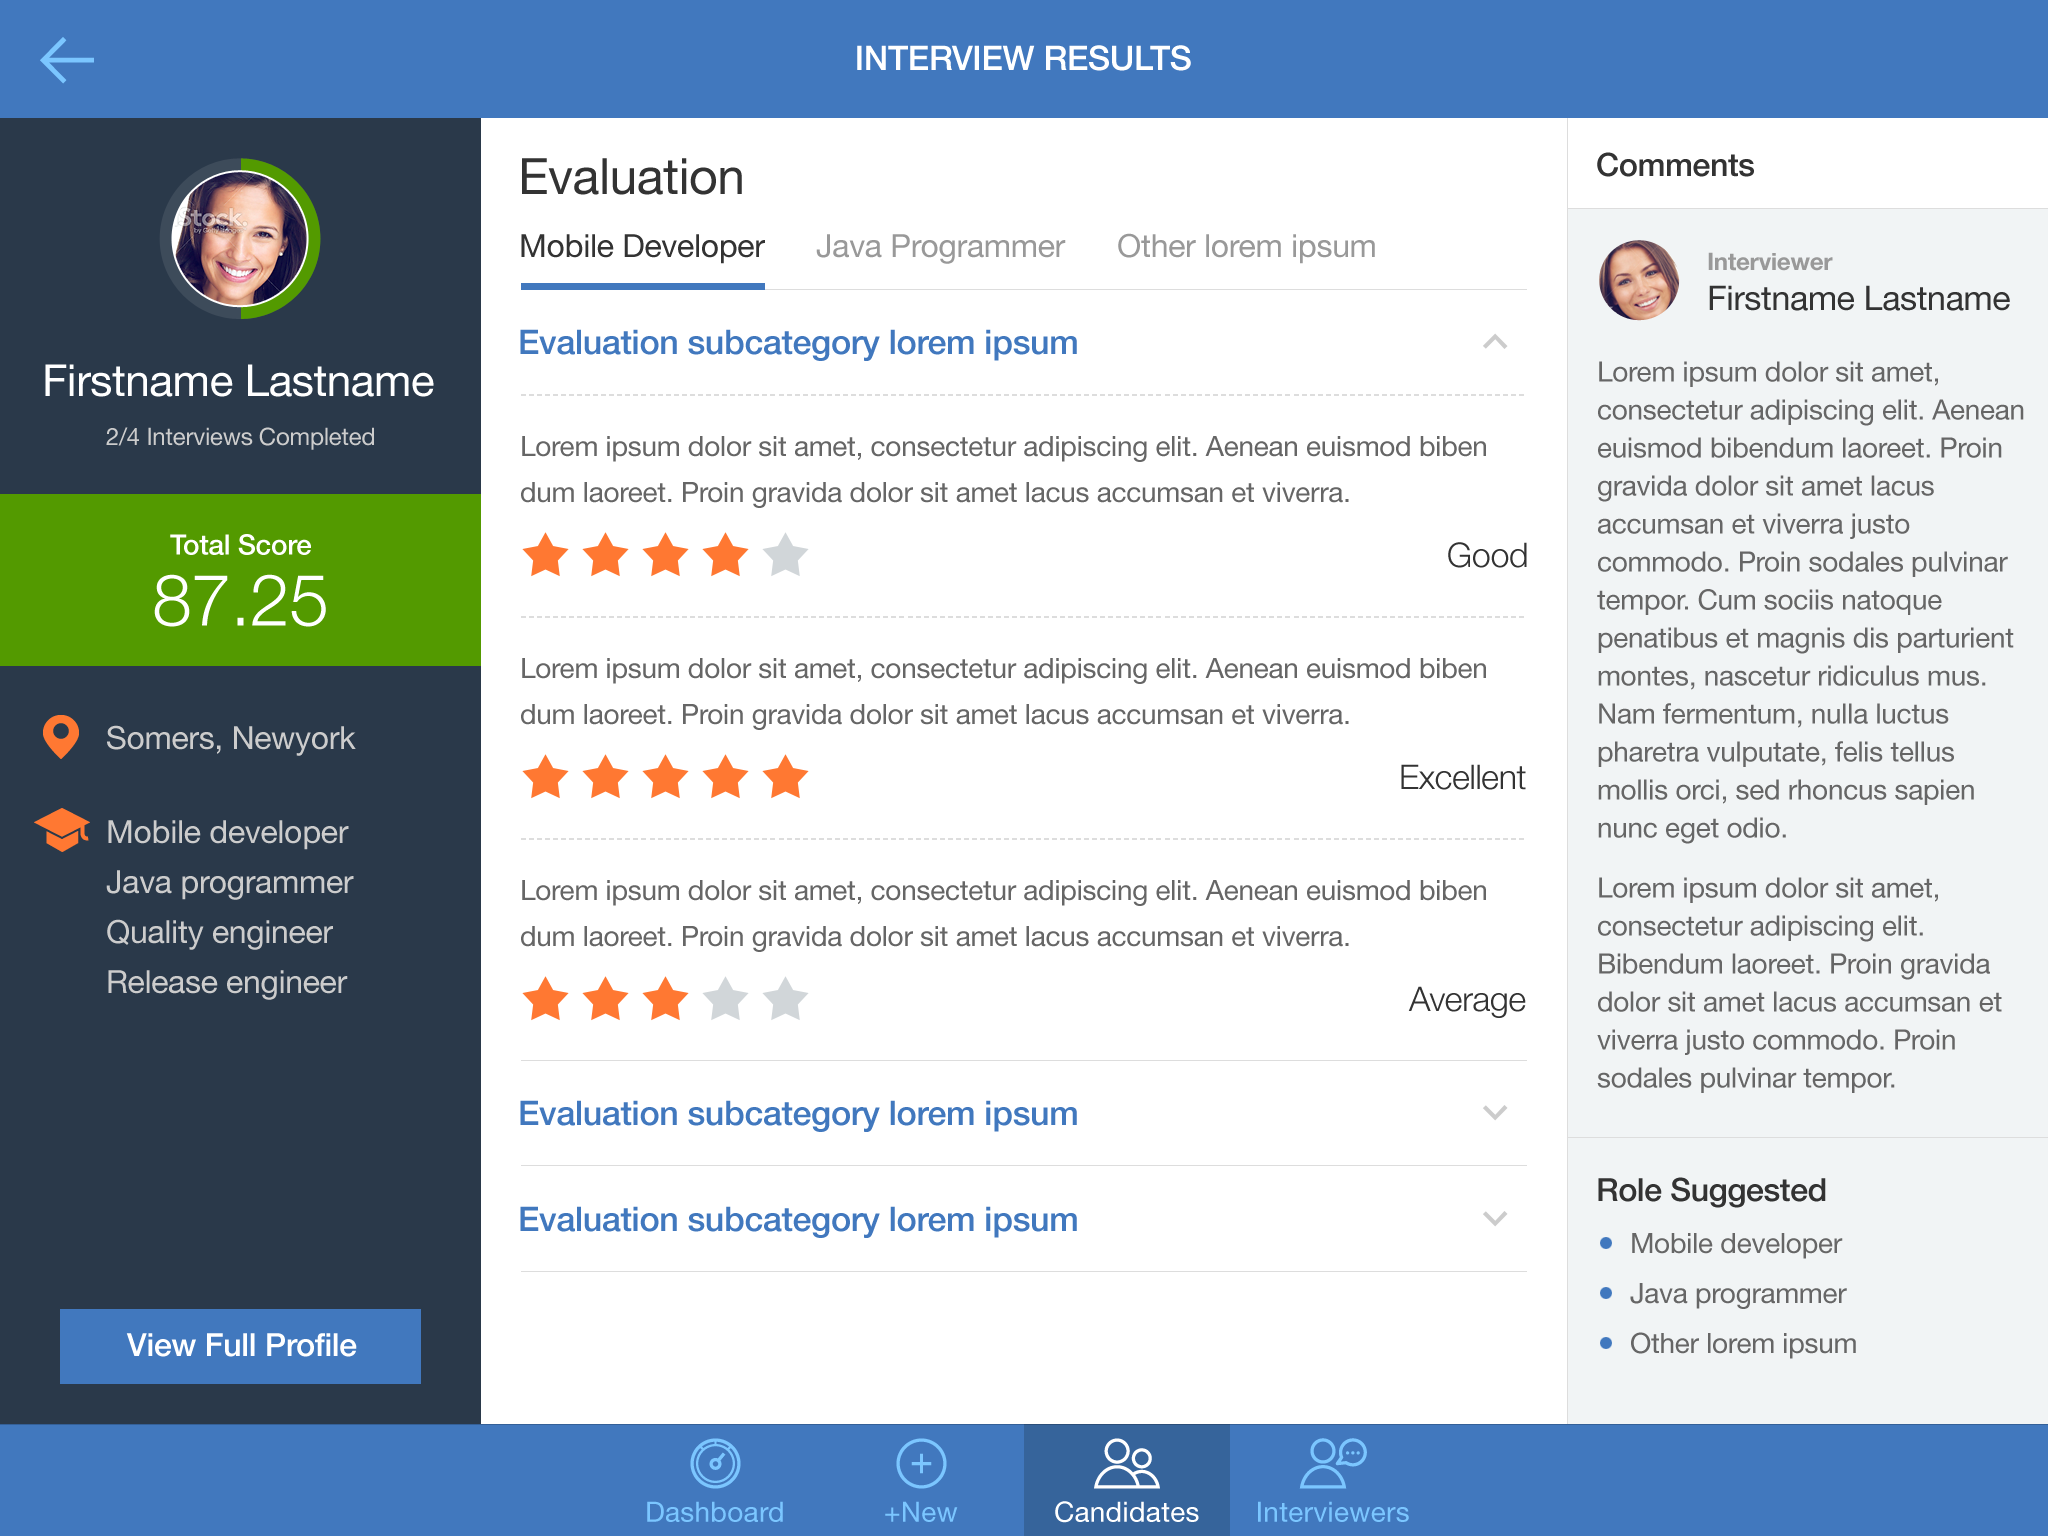 INTERVIEW RESULTS
iStock.
Firstname Lastname
2/4 Interviews Completed
Total Score
87.25
Somers, Newyork
Mobile developer
Java programmer
Quality engineer
Release engineer
View Full Profile
Evaluation
Mobile Developer Java Programmer Other lorem ipsum
Evaluation subcategory lorem ipsum
Lorem ipsum dolor sit amet, consectetur adipiscing elit. Aenean euismod biben
dum laoreet. Proin gravida dolor sit amet lacus accumsan et viverra.
Good
Lorem ipsum dolor sit amet, consectetur adipiscing elit. Aenean euismod biben
dum laoreet. Proin gravida dolor sit amet lacus accumsan et viverra.
Excellent
Lorem ipsum dolor sit amet, consectetur adipiscing elit. Aenean euismod biben
dum laoreet. Proin gravida dolor sit amet lacus accumsan et viverra.
Average
Evaluation subcategory lorem ipsum
Evaluation subcategory lorem ipsum
Comments
Interviewer
Firstname Lastname
Lorem ipsum dolor sit amet,
consectetur adipiscing elit. Aenean
euismod bibendum laoreet. Proin
gravida dolor sit amet lacus
accumsan et viverra justo
commodo. Proin sodales pulvinar
tempor. Cum sociis natoque
penatibus et magnis dis parturient
montes, nascetur ridiculus mus.
Nam fermentum, nulla luctus
pharetra vulputate, felis tellus
mollis orci, sed rhoncus sapien
nunc eget odio.
Lorem ipsum dolor sit amet,
consectetur adipiscing elit.
Bibendum laoreet. Proin gravida
dolor sit amet lacus accumsan et
viverra justo commodo. Proin
sodales pulvinar tempor.
Role Suggested
Mobile developer
Java programmer
Other lorem ipsum
Dashboard +New Candidates Interviewers